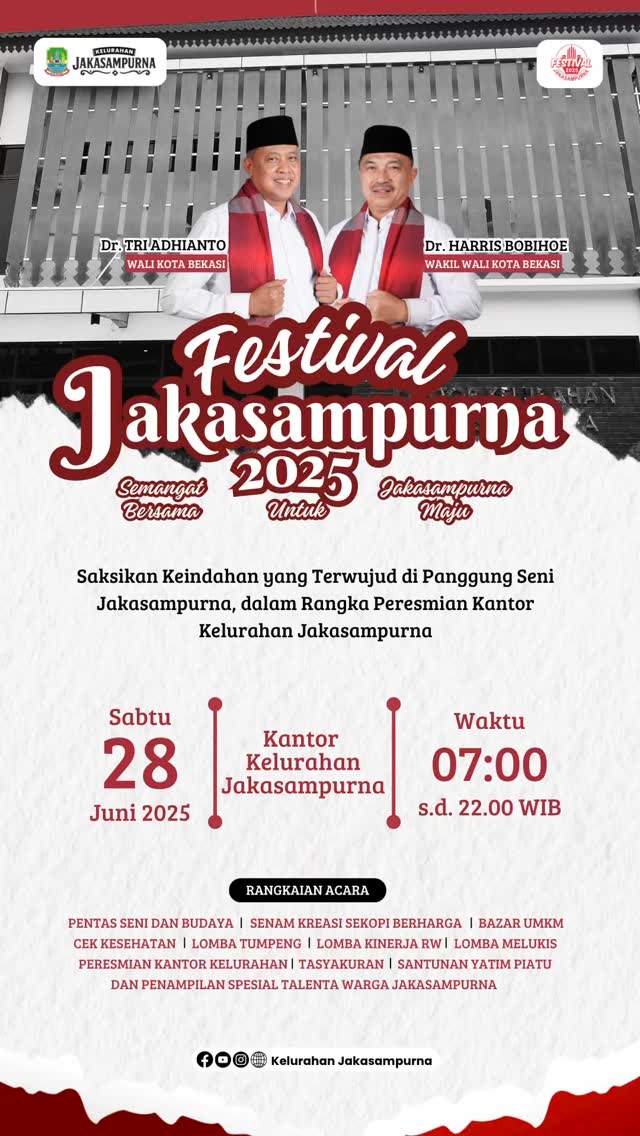 KELURAHAN
JAKASAMPURNA
FESTIVAL
2025
JAKASAMPURNA
Dr. TRI ADHIANTO
WALI KOTA BEKASI
Dr. HARRIS BOBIHOE
WAKIL WALI KOTA BEKASI
KELURAHAN
Festival
Jakasampurna
2025
Semangat Bersama
Untuk
Jakasampurna Maju
Saksikan Keindahan yang Terwujud di Panggung Seni
Jakasampurna, dalam Rangka Peresmian Kantor
Kelurahan Jakasampurna
Sabtu
28
Juni 2025
Kantor
Kelurahan
Jakasampurna
Waktu
07:00
s.d. 22.00 WIB
RANGKAIAN ACARA
PENTAS SENI DAN BUDAYA | SENAM KREASI SEKOPI BERHARGA | BAZAR UMKM
CEK KESEHATAN | LOMBA TUMPENG | LOMBA KINERJA RW | LOMBA MELUKIS
PERESMIAN KANTOR KELURAHAN | TASYAKURAN | SANTUNAN YATIM PIATU
DAN PENAMPILAN SPESIAL TALENTA WARGA JAKASAMPURNA
Kelurahan Jakasampurna